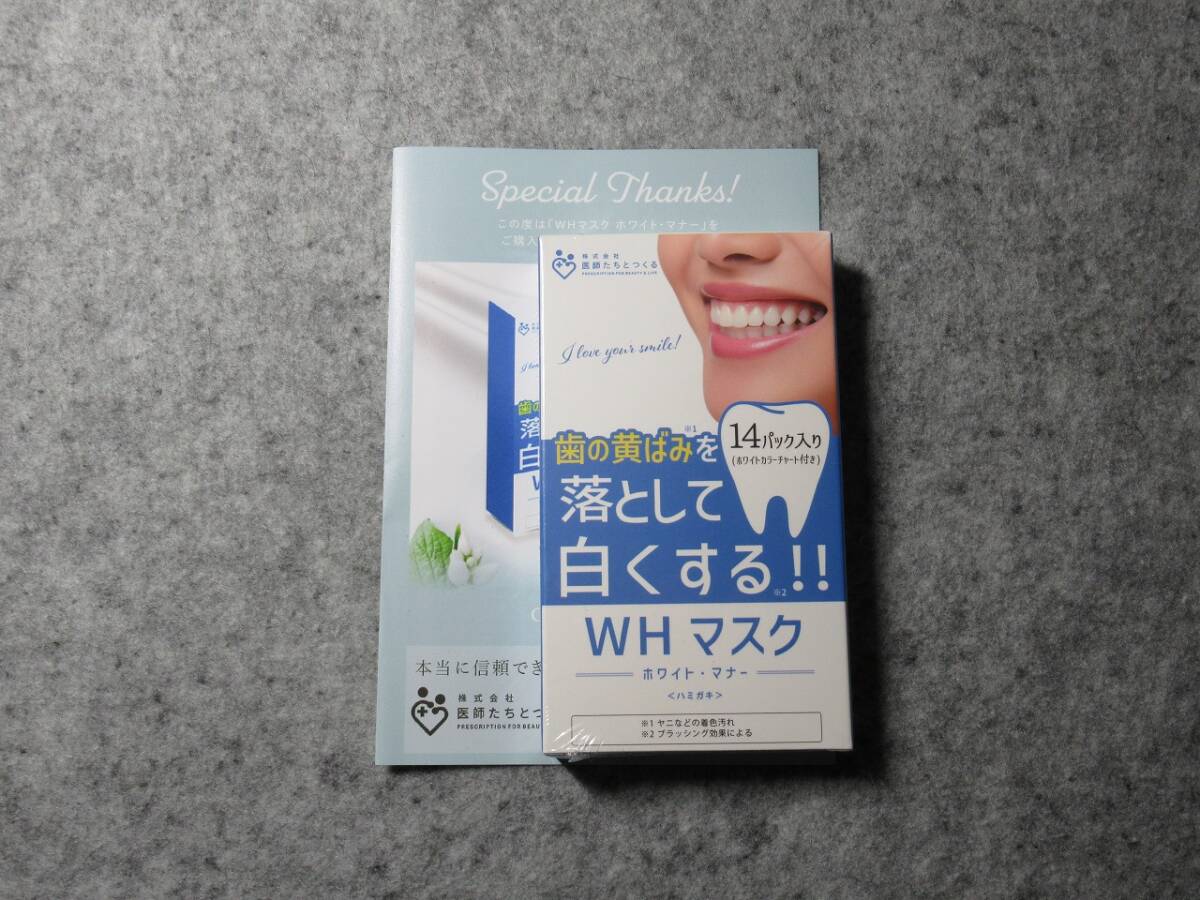 Special Thanks!
この度は「WHマスク ホワイト・マナー」を
ご購入
株式会社
医師たちとつくる
PRESCRIPTION FOR BEAUTY & LIFE
I love your smile!
14パック入り
(ホワイトカラーチャート付き)
※1
歯の黄ばみを
落として
白くする!!
※2
WH マスク
ホワイト・マナー
<ハミガキ>
※1 ヤニなどの着色汚れ
※2 ブラッシング効果による
歯の
落
白
W
本当に信頼でき
株式会社
医師たちとつ
PRESCRIPTION FOR BEAU